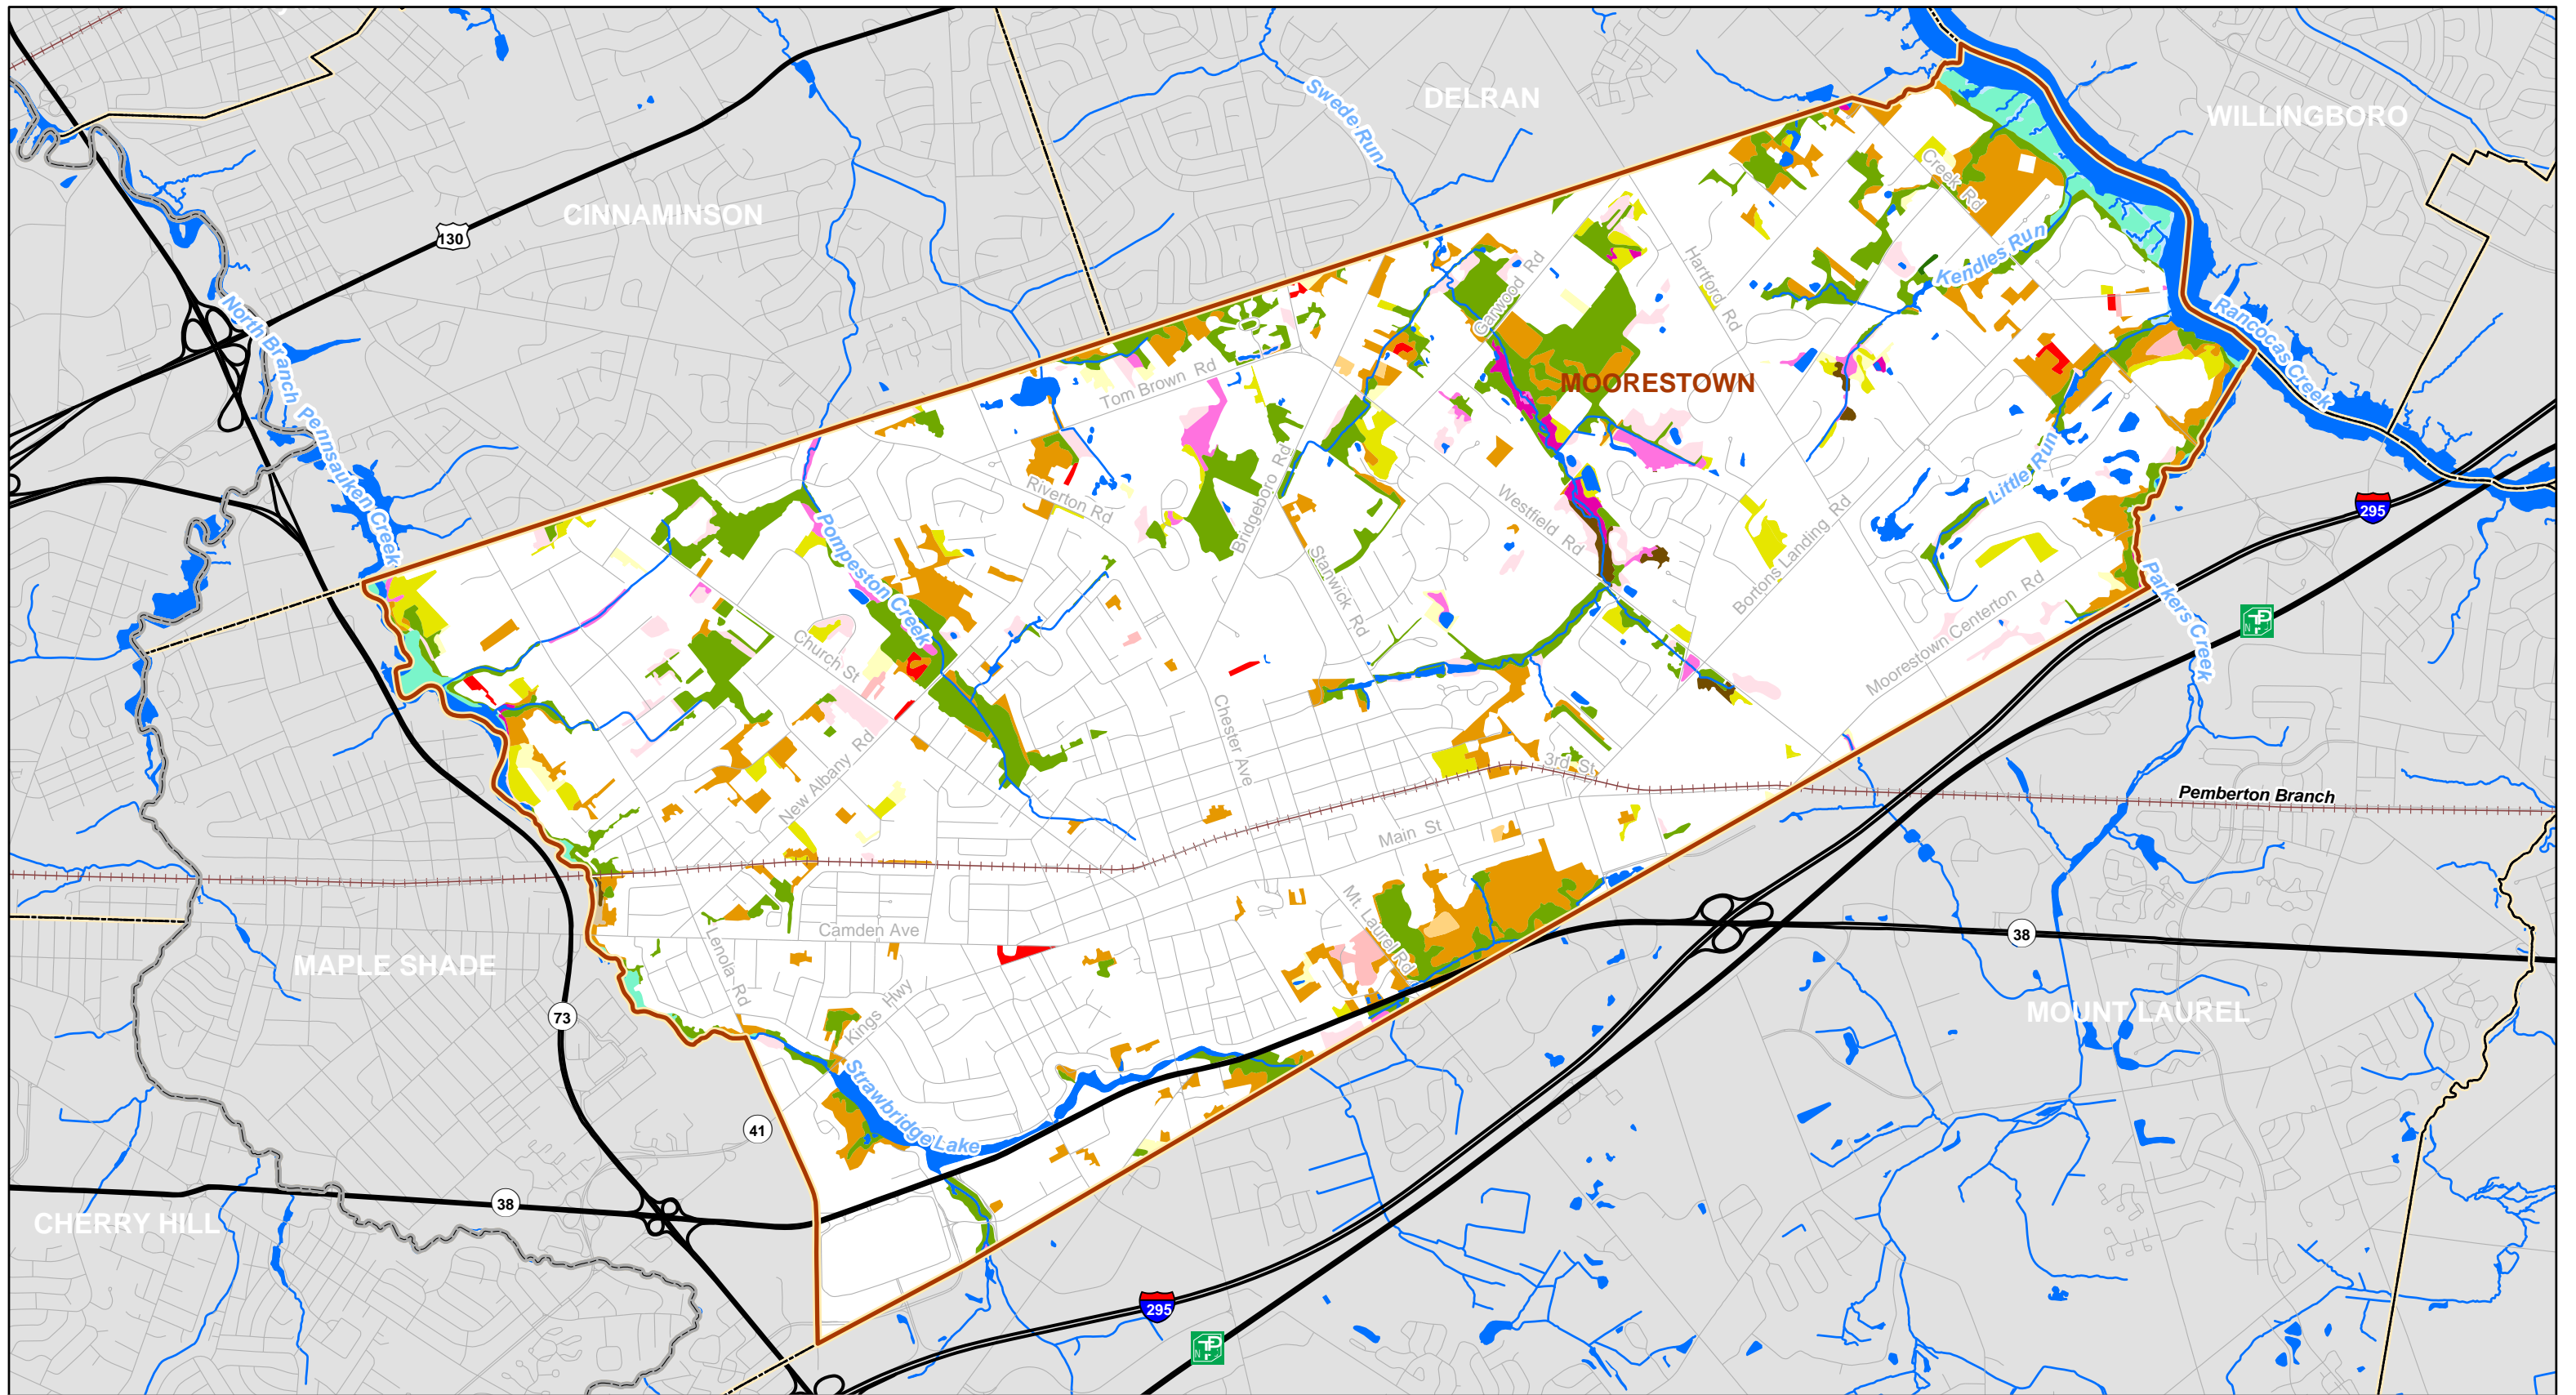 DELRAN
WILLINGBORO
Swede Run
CINNAMINSON
130
Creek Rd
Kendles Run
Hartford Rd
Garwood Rd
North Branch Pennsauken Creek
Rancocas Creek
Tom Brown Rd
MOORESTOWN
Bridgeboro Rd
Riverton Rd
Westfield Rd
Little Run
295
Bortons Landing Rd
Pompeston Creek
Stanwick Rd
Parkers Creek
Moorestown Centerton Rd
Church St
Chester Ave
New Albany Rd
3rd St
Pemberton Branch
Main St
Mt. Laurel Rd
Camden Ave
38
MAPLE SHADE
Lenola Rd
Kings Hwy
73
MOUNT LAUREL
Strawbridge Lake
41
38
CHERRY HILL
295